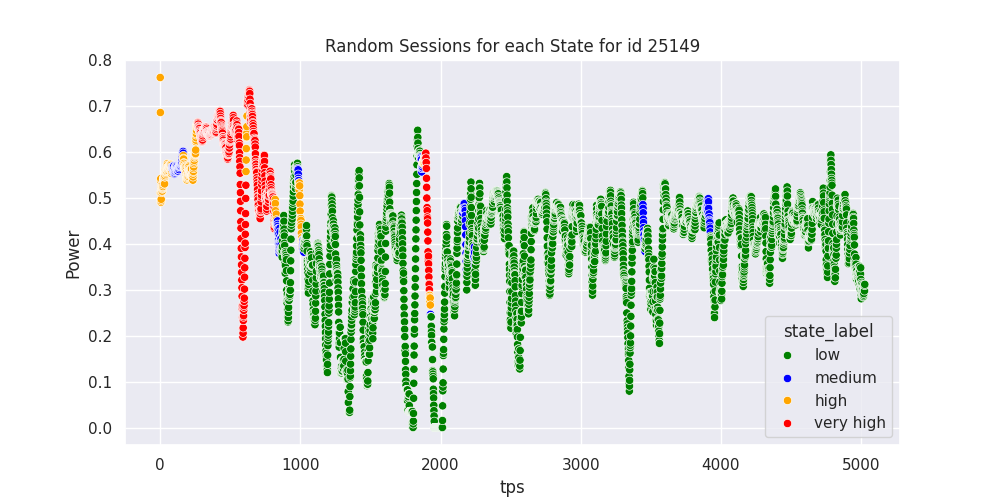 Random Sessions for each State for id 25149
Power
0.8
0.7
0.6
0.5
0.4
0.3
0.2
0.1
0.0
state_label
low
medium
high
very high
0 1000 2000 3000 4000 5000
tps